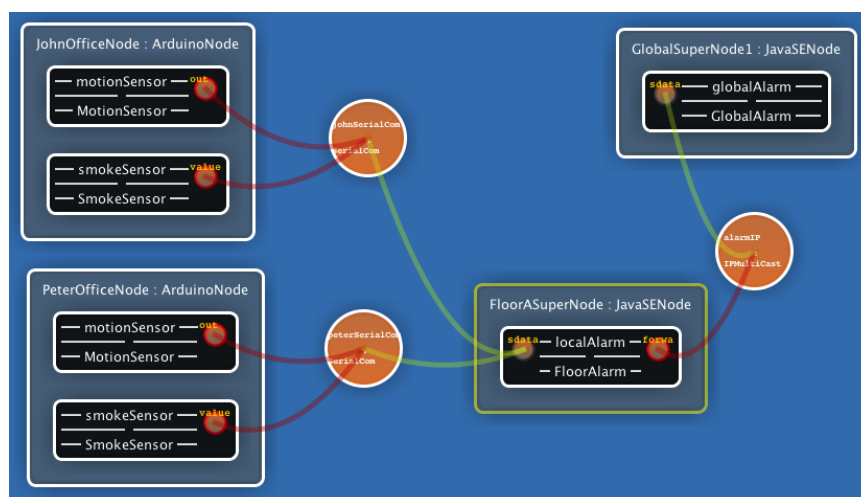 JohnOfficeNode : ArduinoNode
motionSensor
out
MotionSensor
smokeSensor
value
SmokeSensor
johnSerialCom
:
SerialCom
GlobalSuperNode1 : JavaSENode
sdata
globalAlarm
GlobalAlarm
alarmIP
:
IPMultiCast
PeterOfficeNode : ArduinoNode
motionSensor
out
MotionSensor
smokeSensor
value
SmokeSensor
peterSerialCom
:
SerialCom
FloorASuperNode : JavaSENode
sdata
localAlarm
forwa
FloorAlarm